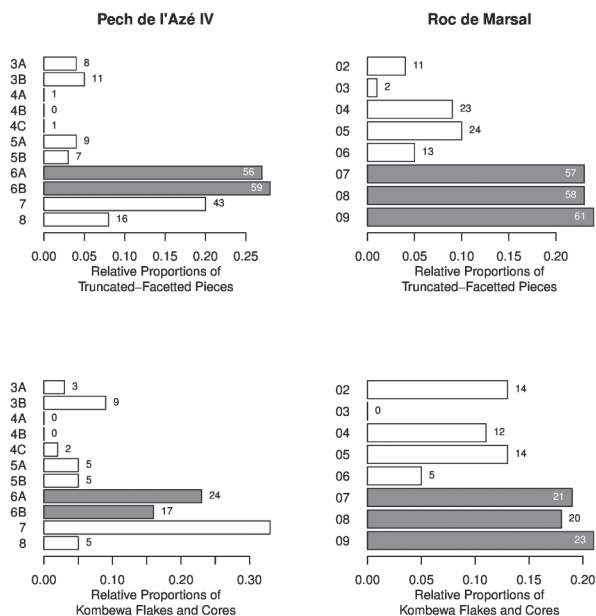 Pech de l'Azé IV
3A 8
3B 11
4A 1
4B 0
4C 1
5A 9
5B 7
6A 56
6B 59
7 43
8 16
0.00 0.05 0.10 0.15 0.20 0.25
Relative Proportions of
Truncated–Facetted Pieces
Roc de Marsal
02 11
03 2
04 23
05 24
06 13
07 57
08 58
09 61
0.00 0.05 0.10 0.15 0.20
Relative Proportions of
Truncated–Facetted Pieces
3A 3
3B 9
4A 0
4B 0
4C 2
5A 5
5B 5
6A 24
6B 17
7
8 5
0.00 0.10 0.20 0.30
Relative Proportions of
Kombewa Flakes and Cores
02 14
03 0
04 12
05 14
06 5
07 21
08 20
09 23
0.00 0.05 0.10 0.15 0.20
Relative Proportions of
Kombewa Flakes and Cores